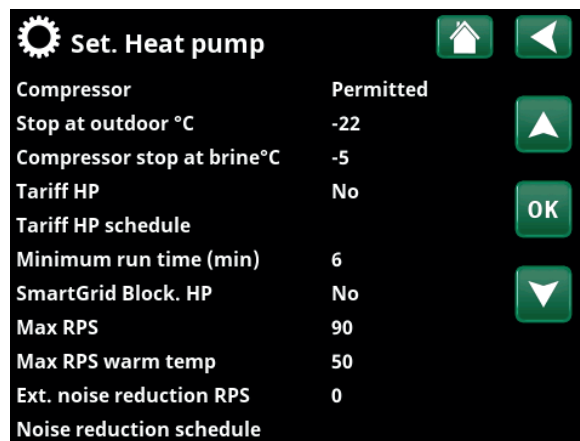 Set. Heat pump
Compressor Permitted
Stop at outdoor °C -22
Compressor stop at brine°C -5
Tariff HP No
Tariff HP schedule
OK
Minimum run time (min) 6
SmartGrid Block. HP No
Max RPS 90
Max RPS warm temp 50
Ext. noise reduction RPS 0
Noise reduction schedule